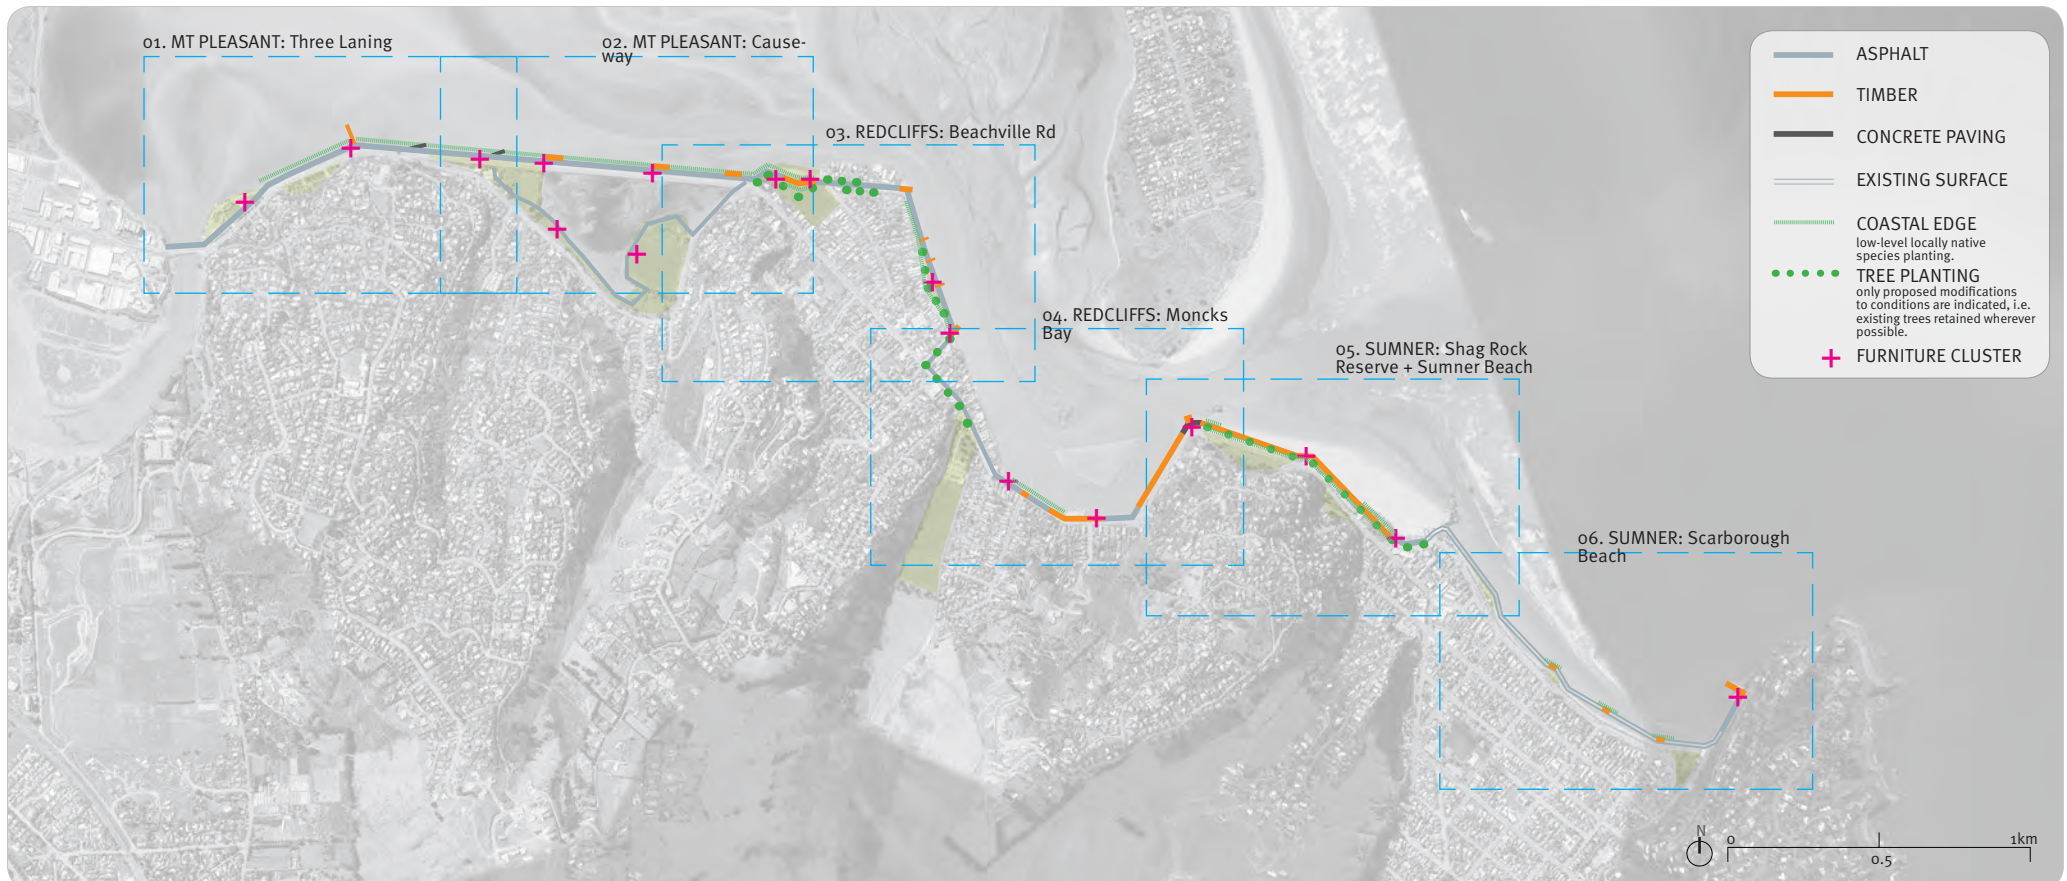 01. MT PLEASANT: Three Laning
02. MT PLEASANT: Cause-
way
03. REDCLIFFS: Beachville Rd
04. REDCLIFFS: Moncks
Bay
05. SUMNER: Shag Rock
Reserve + Sumner Beach
06. SUMNER: Scarborough
Beach
ASPHALT
TIMBER
CONCRETE PAVING
EXISTING SURFACE
COASTAL EDGE
low-level locally native
species planting.
TREE PLANTING
only proposed modifications
to conditions are indicated, i.e.
existing trees retained wherever
possible.
FURNITURE CLUSTER
N
0
0.5
1km